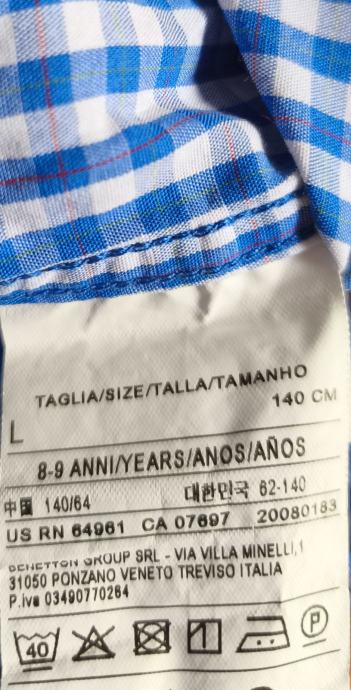 TAGLIA/SIZE/TALLA/TAMANHO
140 CM
L
8-9 ANNI/YEARS/ANOS/AÑOS
中国 140/64 대한민국 62-140
US RN 64961 CA 07697 20080183
BENETTON GROUP SRL - VIA VILLA MINELLI,1
31050 PONZANO VENETO TREVISO ITALIA
P.iva 03490770264
40 1 P